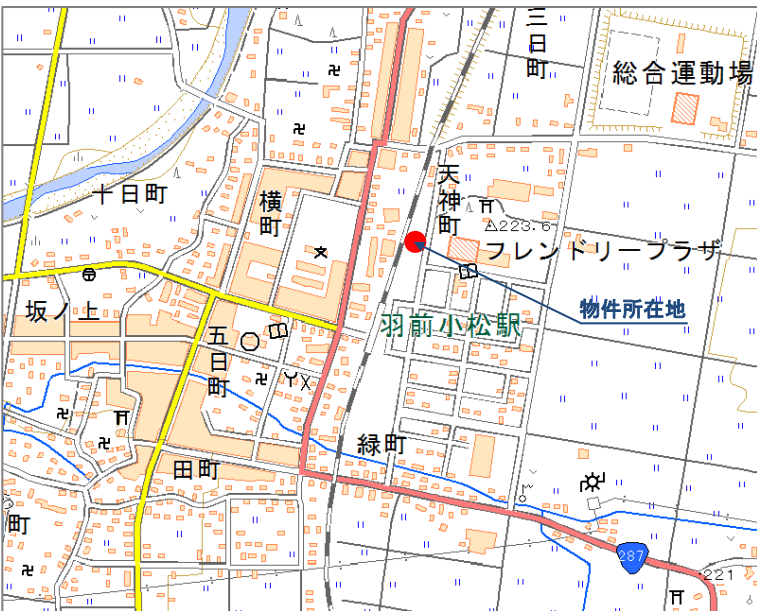 三日町
総合運動場
十日町
横町
天神町
223.6
フレンドリープラザ
坂ノ上
五日町
羽前小松駅
物件所在地
緑町
田町
町
287
221